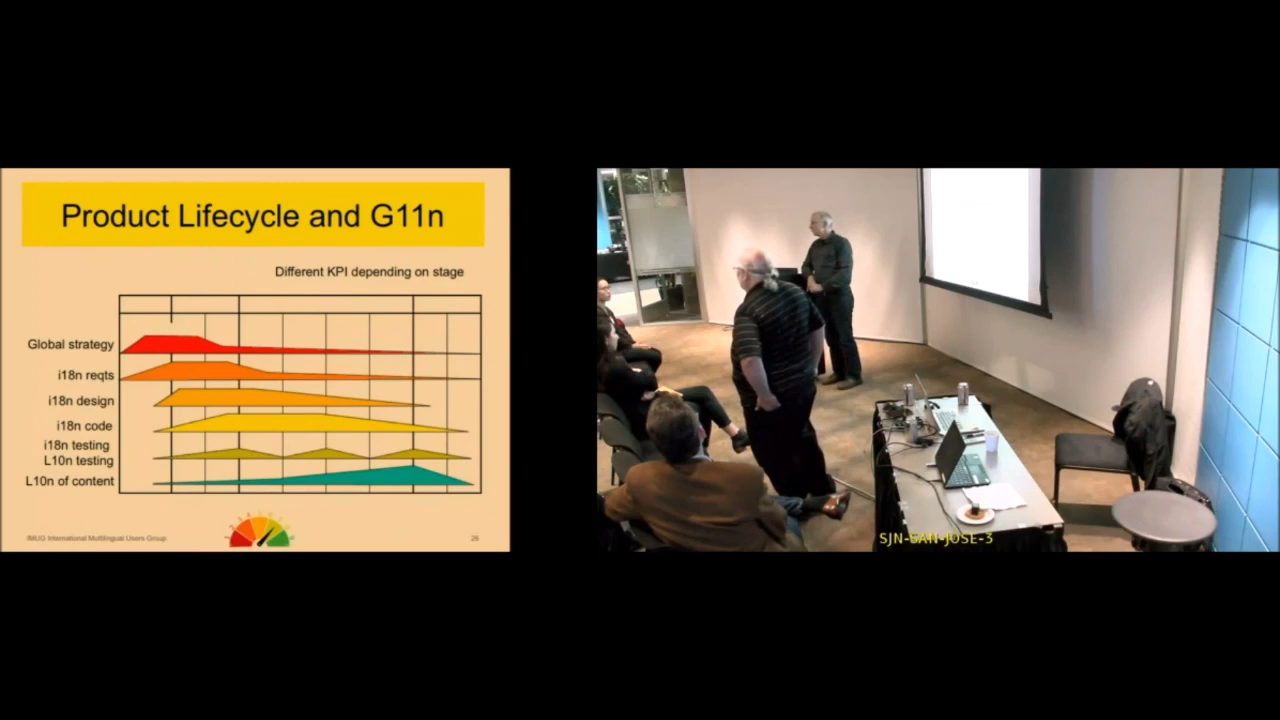 Product Lifecycle and G11n
Different KPI depending on stage
Global strategy
i18n reqts
i18n design
i18n code
i18n testing
L10n testing
L10n of content
IMUG International Multilingual Users Group
26
SJN-SAN-JOSE-3